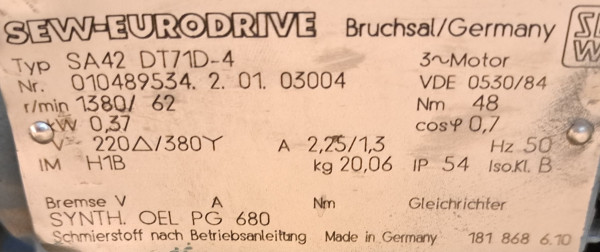 SEW-EURODRIVE Bruchsal/Germany SEW
Typ SA42 DT71D-4 3~Motor
Nr. 010489534. 2. 01. 03004 VDE 0530/84
r/min 1380/ 62 Nm 48
kW 0,37 cosφ 0,7
V~ 220△/380Y A 2,25/1,3 Hz 50
IM H1B kg 20,06 IP 54 Iso.Kl. B
Bremse V A Nm Gleichrichter
SYNTH. OEL PG 680
Schmierstoff nach Betriebsanleitung Made in Germany 181 868 6.10